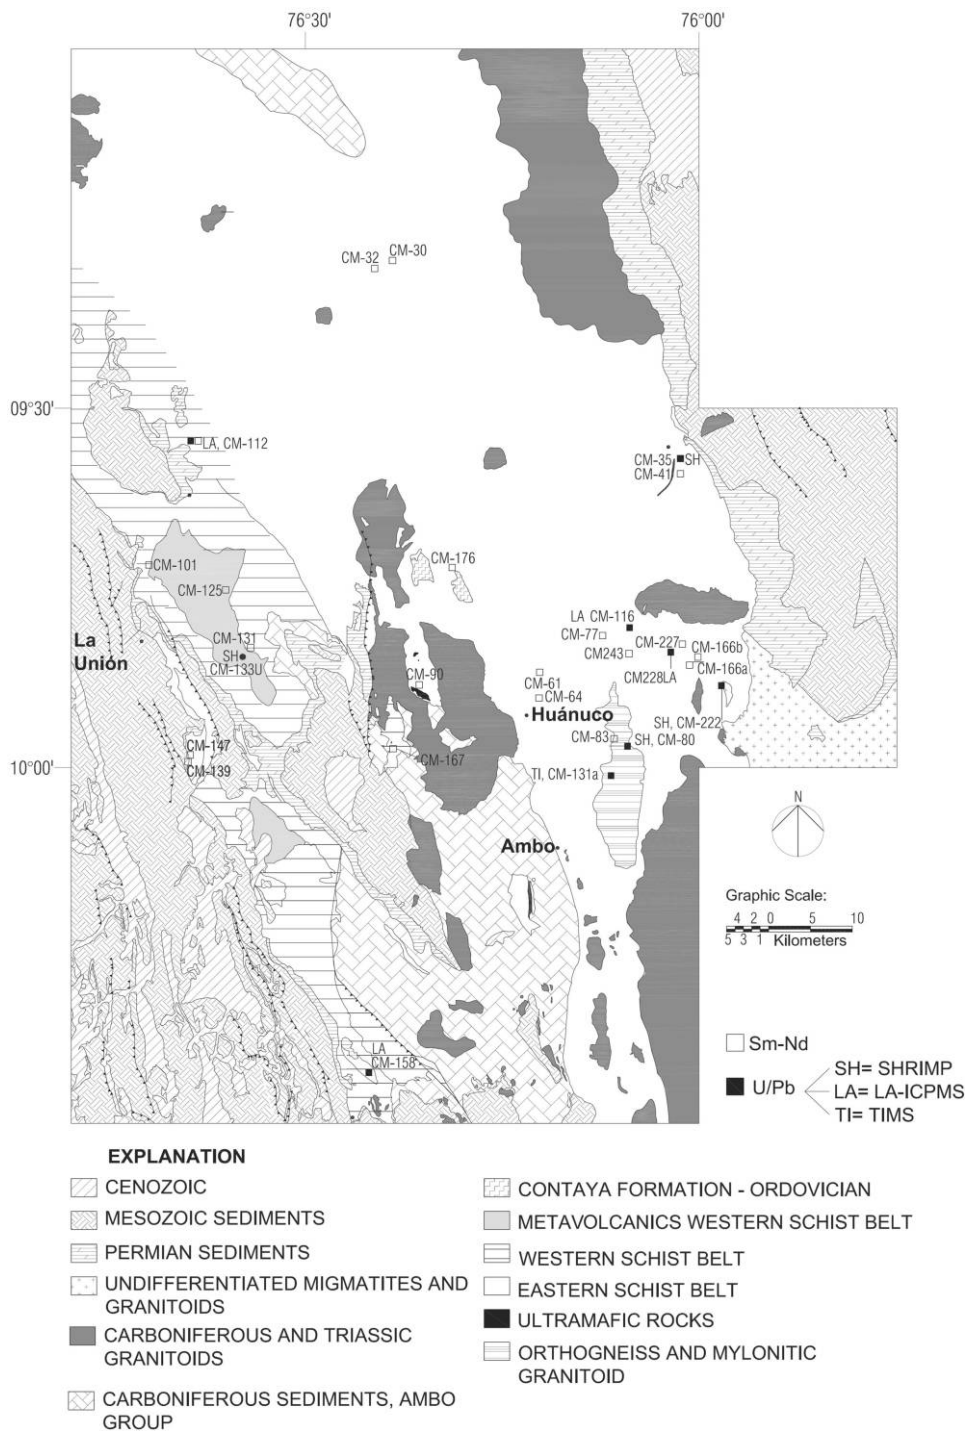 76°30' 76°00'
CM-30
CM-32
09°30'
LA, CM-112
CM-35 SH
CM-41
CM-101
CM-176
CM-125
LA CM-116
CM-131
CM-77
CM-227
CM-166b
La
Unión
SH
CM-133U
CM243
CM-166a
CM228LA
CM-90
CM-61
CM-64
Huánuco
SH, CM-222
CM-147
CM-83
SH, CM-80
CM-139
CM-167
10°00'
TI, CM-131a
N
Ambo
Graphic Scale:
4 2 0 5 10
5 3 1 Kilometers
LA
CM-158
Sm-Nd
U/Pb
SH= SHRIMP
LA= LA-ICPMS
TI= TIMS
EXPLANATION
CENOZOIC
MESOZOIC SEDIMENTS
PERMIAN SEDIMENTS
UNDIFFERENTIATED MIGMATITES AND
GRANITOIDS
CARBONIFEROUS AND TRIASSIC
GRANITOIDS
CARBONIFEROUS SEDIMENTS, AMBO
GROUP
CONTAYA FORMATION - ORDOVICIAN
METAVOLCANICS WESTERN SCHIST BELT
WESTERN SCHIST BELT
EASTERN SCHIST BELT
ULTRAMAFIC ROCKS
ORTHOGNEISS AND MYLONITIC
GRANITOID